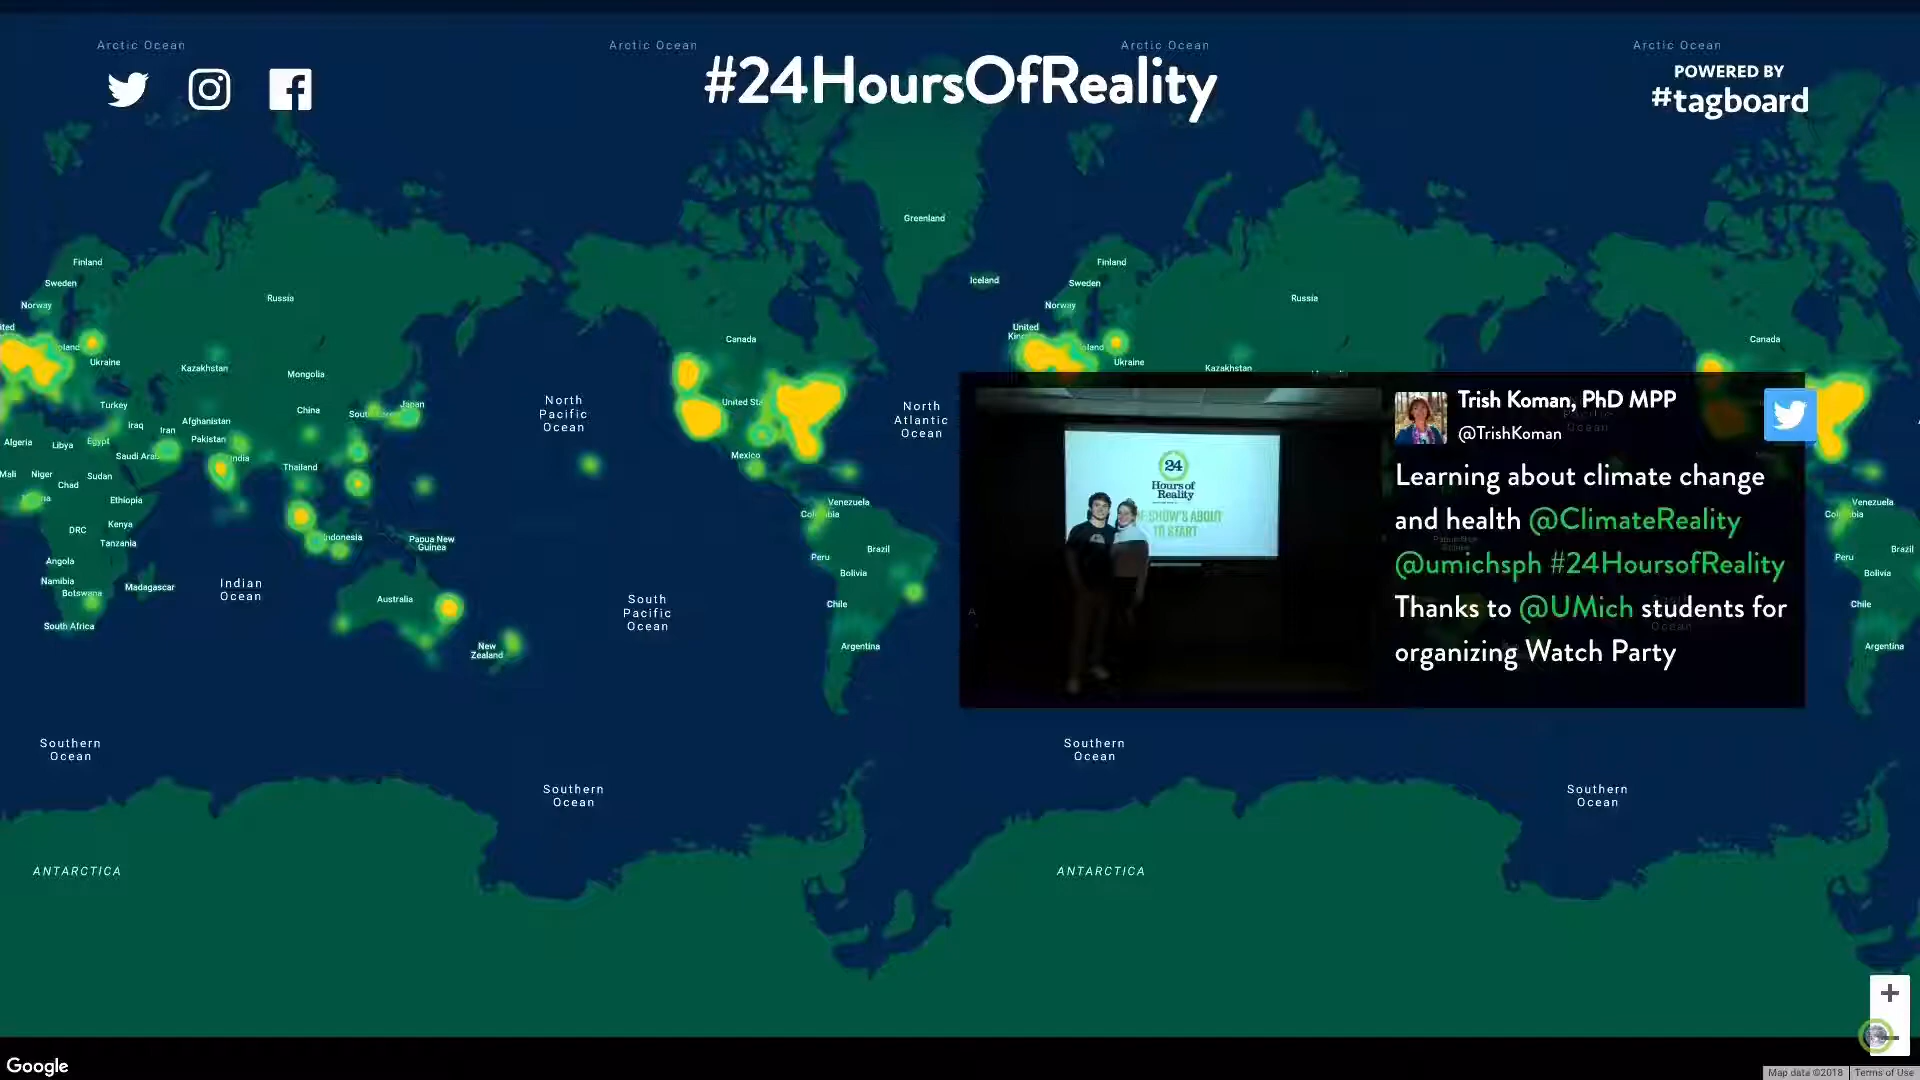 Arctic Ocean Arctic Ocean Arctic Ocean Arctic Ocean
#24HoursOfReality
POWERED BY
#tagboard
Greenland
Finland
Sweden
Norway
Russia
Iceland
Finland
Sweden
Norway
Russia
United
Canada
Canada
Ukraine
Kazakhstan
Mongolia
Ukraine
Kazakhstan
Turkey
China
Japan
Iraq
Iran
Afghanistan
Pakistan
Algeria
Libya
Egypt
India
Niger
Chad
Sudan
Thailand
Ethiopia
DRC
Kenya
Tanzania
Indonesia
Papua New
Guinea
Angola
Namibia
Botswana
Madagascar
South Africa
Indian
Ocean
Australia
New
Zealand
North
Pacific
Ocean
South
Pacific
Ocean
Mexico
Venezuela
Peru
Brazil
Bolivia
Chile
Argentina
North
Atlantic
Ocean
24
Hours of
Reality
SHOW'S ABOUT
TO START
Trish Koman, PhD MPP
@TrishKoman
Learning about climate change
and health @ClimateReality
@umichsph #24HoursofReality
Thanks to @UMich students for
organizing Watch Party
Venezuela
Peru
Brazil
Bolivia
Chile
Argentina
Southern
Ocean
Southern
Ocean
Southern
Ocean
Southern
Ocean
ANTARCTICA ANTARCTICA
Google
Map data ©2018 Terms of Use